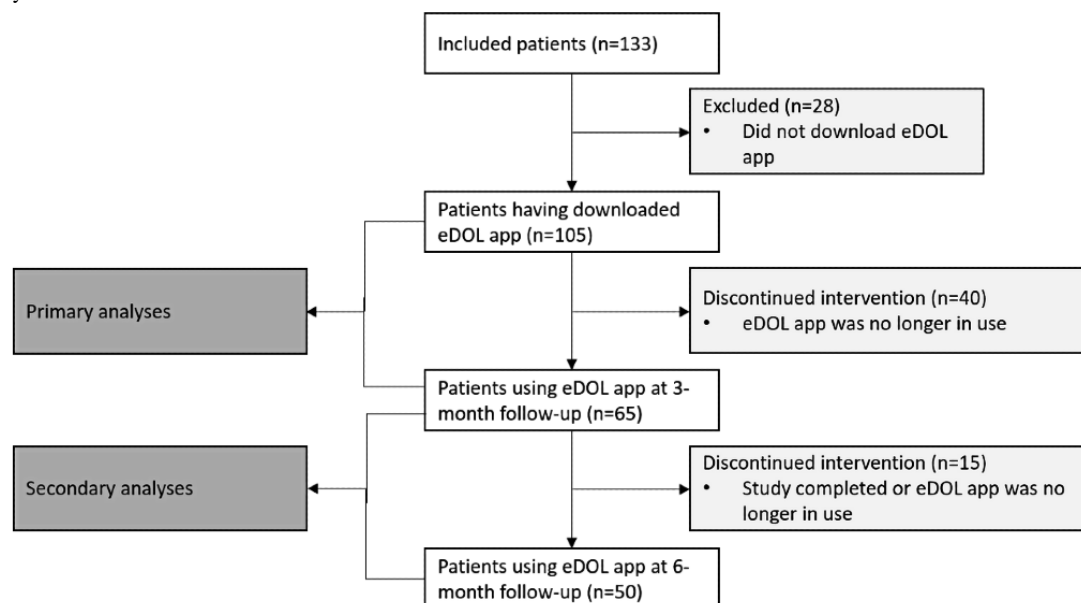 Included patients (n=133)
Excluded (n=28)
• Did not download eDOL
app
Patients having downloaded
eDOL app (n=105)
Primary analyses
Discontinued intervention (n=40)
• eDOL app was no longer in use
Patients using eDOL app at 3-
month follow-up (n=65)
Secondary analyses
Discontinued intervention (n=15)
• Study completed or eDOL app was no
longer in use
Patients using eDOL app at 6-
month follow-up (n=50)